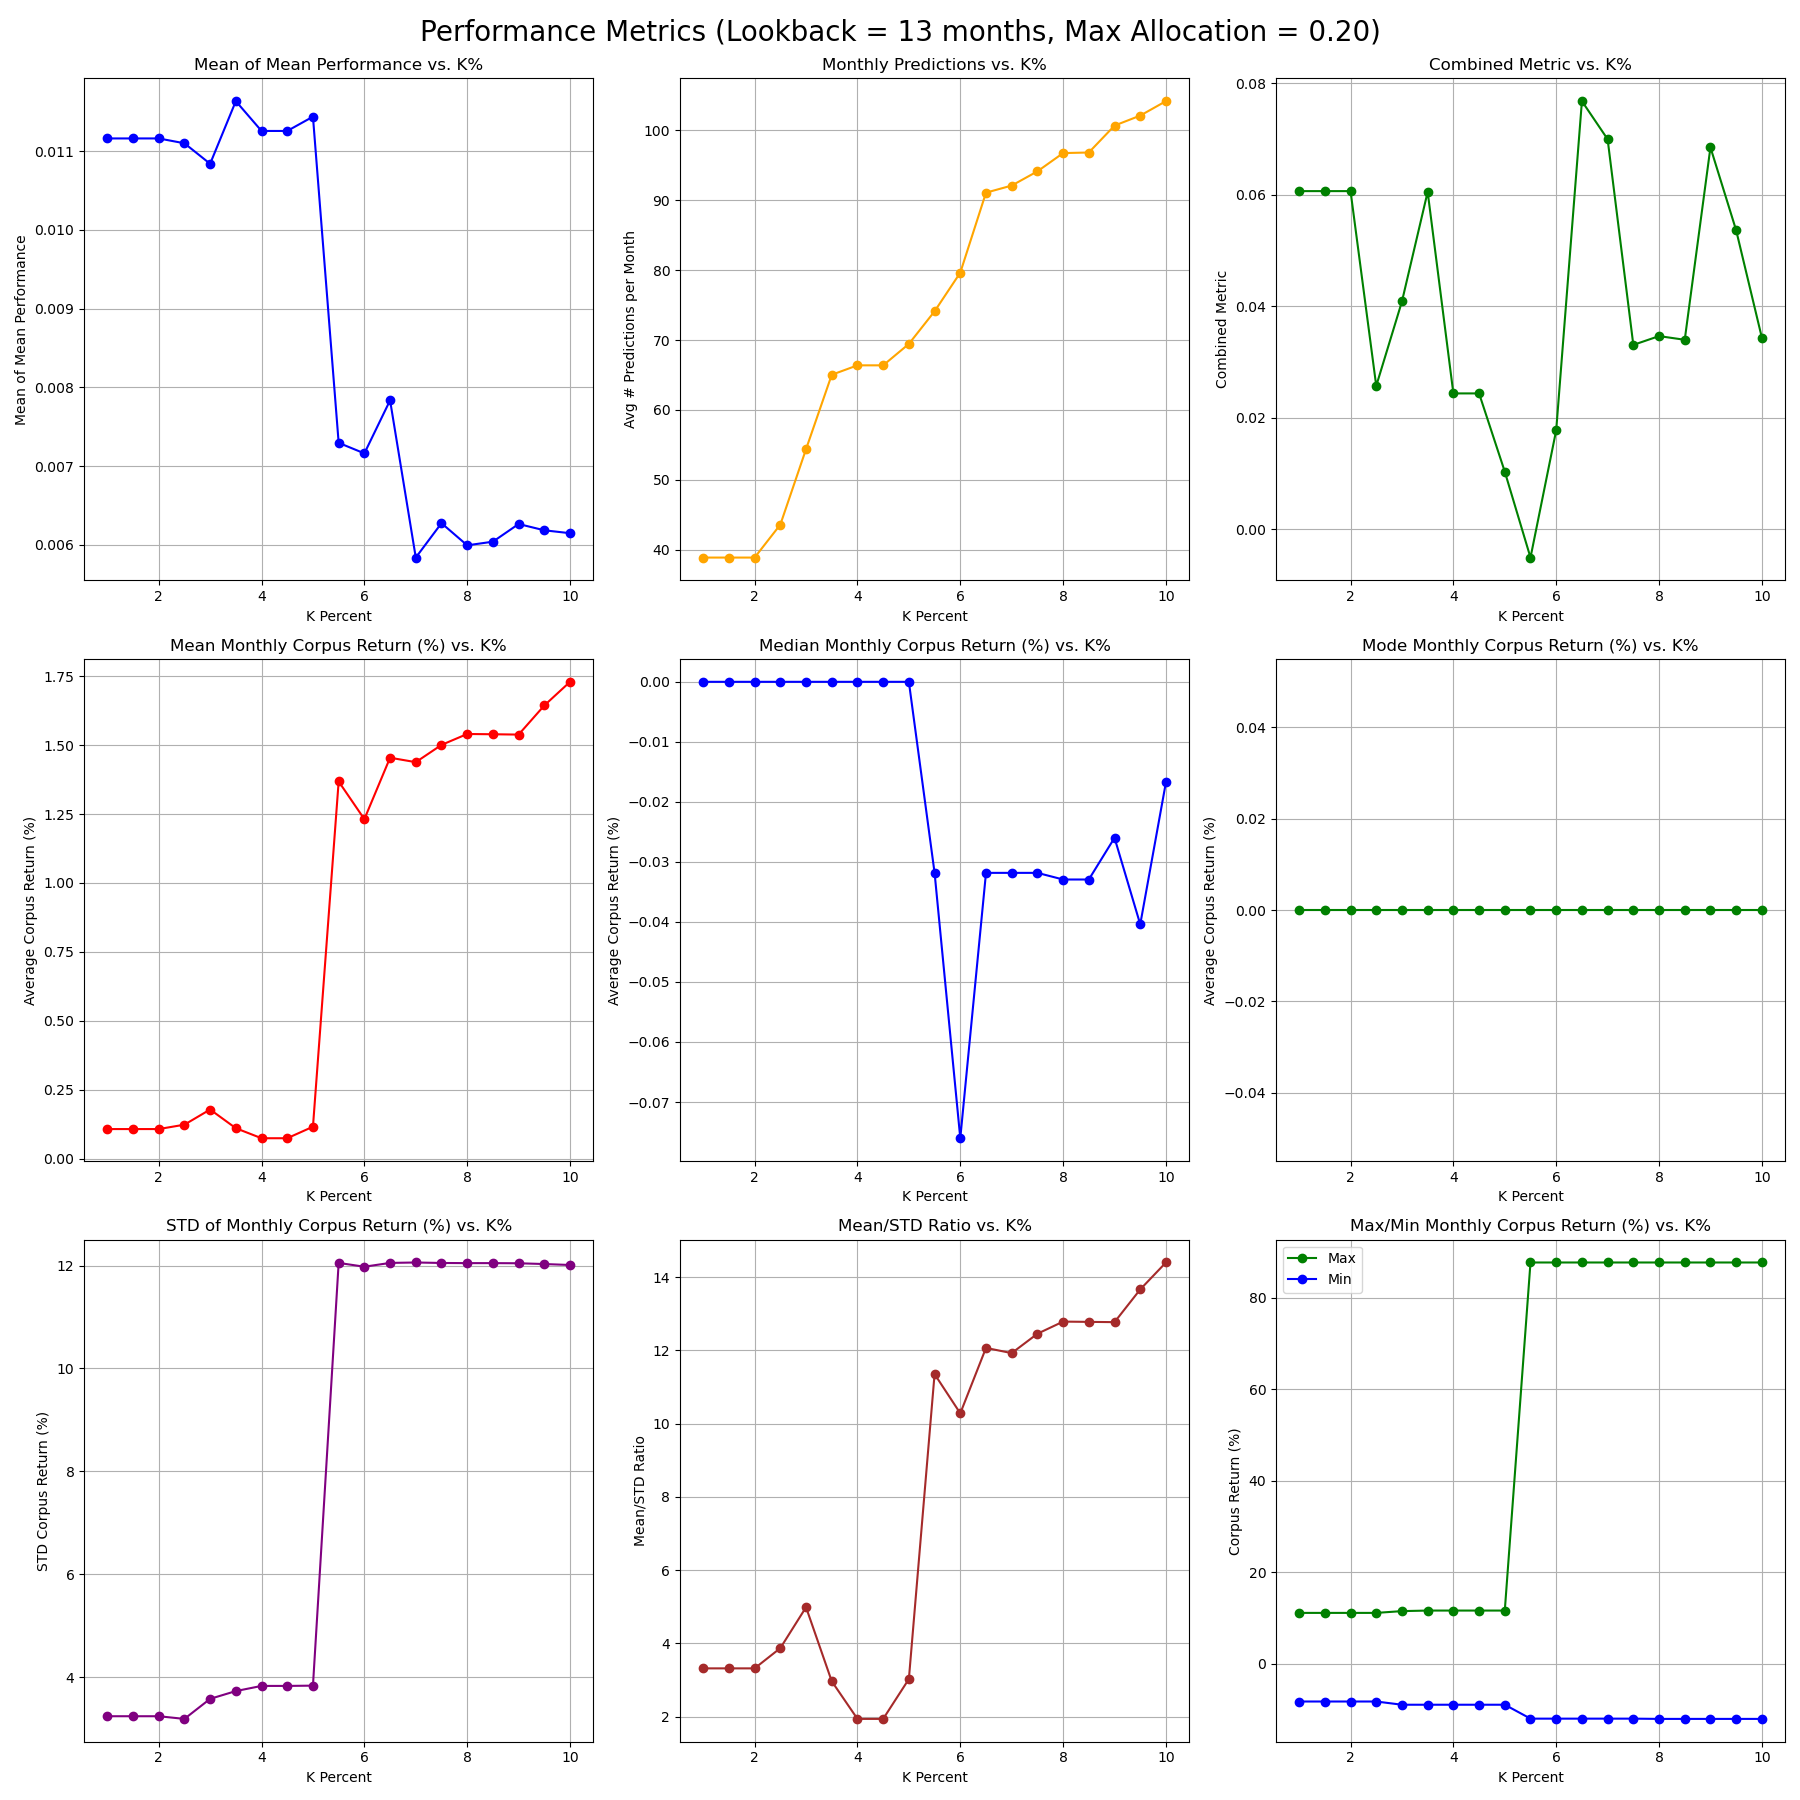 Performance Metrics (Lookback = 13 months, Max Allocation = 0.20)
Mean of Mean Performance vs. K%
Mean of Mean Performance
0.011
0.010
0.009
0.008
0.007
0.006
2 4 6 8 10
K Percent
Monthly Predictions vs. K%
Avg # Predictions per Month
100
90
80
70
60
50
40
2 4 6 8 10
K Percent
Combined Metric vs. K%
Combined Metric
0.08
0.06
0.04
0.02
0.00
2 4 6 8 10
K Percent
Mean Monthly Corpus Return (%) vs. K%
Average Corpus Return (%)
1.75
1.50
1.25
1.00
0.75
0.50
0.25
0.00
2 4 6 8 10
K Percent
Median Monthly Corpus Return (%) vs. K%
Average Corpus Return (%)
0.00
−0.01
−0.02
−0.03
−0.04
−0.05
−0.06
−0.07
2 4 6 8 10
K Percent
Mode Monthly Corpus Return (%) vs. K%
Average Corpus Return (%)
0.04
0.02
0.00
−0.02
−0.04
2 4 6 8 10
K Percent
STD of Monthly Corpus Return (%) vs. K%
STD Corpus Return (%)
12
10
8
6
4
2 4 6 8 10
K Percent
Mean/STD Ratio vs. K%
Mean/STD Ratio
14
12
10
8
6
4
2
2 4 6 8 10
K Percent
Max/Min Monthly Corpus Return (%) vs. K%
Max
Min
Corpus Return (%)
80
60
40
20
0
2 4 6 8 10
K Percent